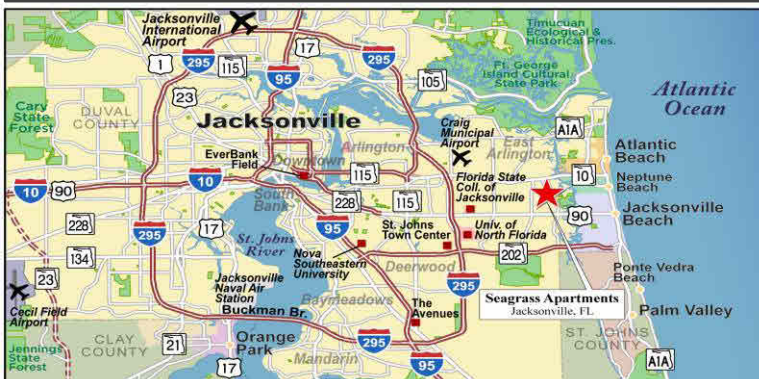 Jacksonville
International
Airport
17
295
Timucuan
Ecological &
Historical Pres.
1
295
115
95
Ft. George
Island Cultural
State Park
105
Atlantic
Ocean
23
Cary
State
Forest
DUVAL
COUNTY
Jacksonville
Craig
Municipal
Airport
A1A
East
Arlington
Atlantic
Beach
Arlington
EverBank
Field
Downtown
10
90
10
115
Florida State
Coll. of
Jacksonville
10
Neptune
Beach
South
Bank
228
115
90
Jacksonville
Beach
228
295
17
St. Johns
River
95
St. Johns
Town Center
Univ. of
North Florida
134
Nova
Southeastern
University
Deerwood
202
23
Jacksonville
Naval Air
Station
295
Ponte Vedra
Beach
Cecil Field
Airport
Buckman Br.
Baymeadows
The
Avenues
Seagrass Apartments
Jacksonville, FL
Palm Valley
CLAY
COUNTY
21
Orange
Park
295
ST. JOHNS
COUNTY
Jennings
State
Forest
17
Mandarin
95
A1A